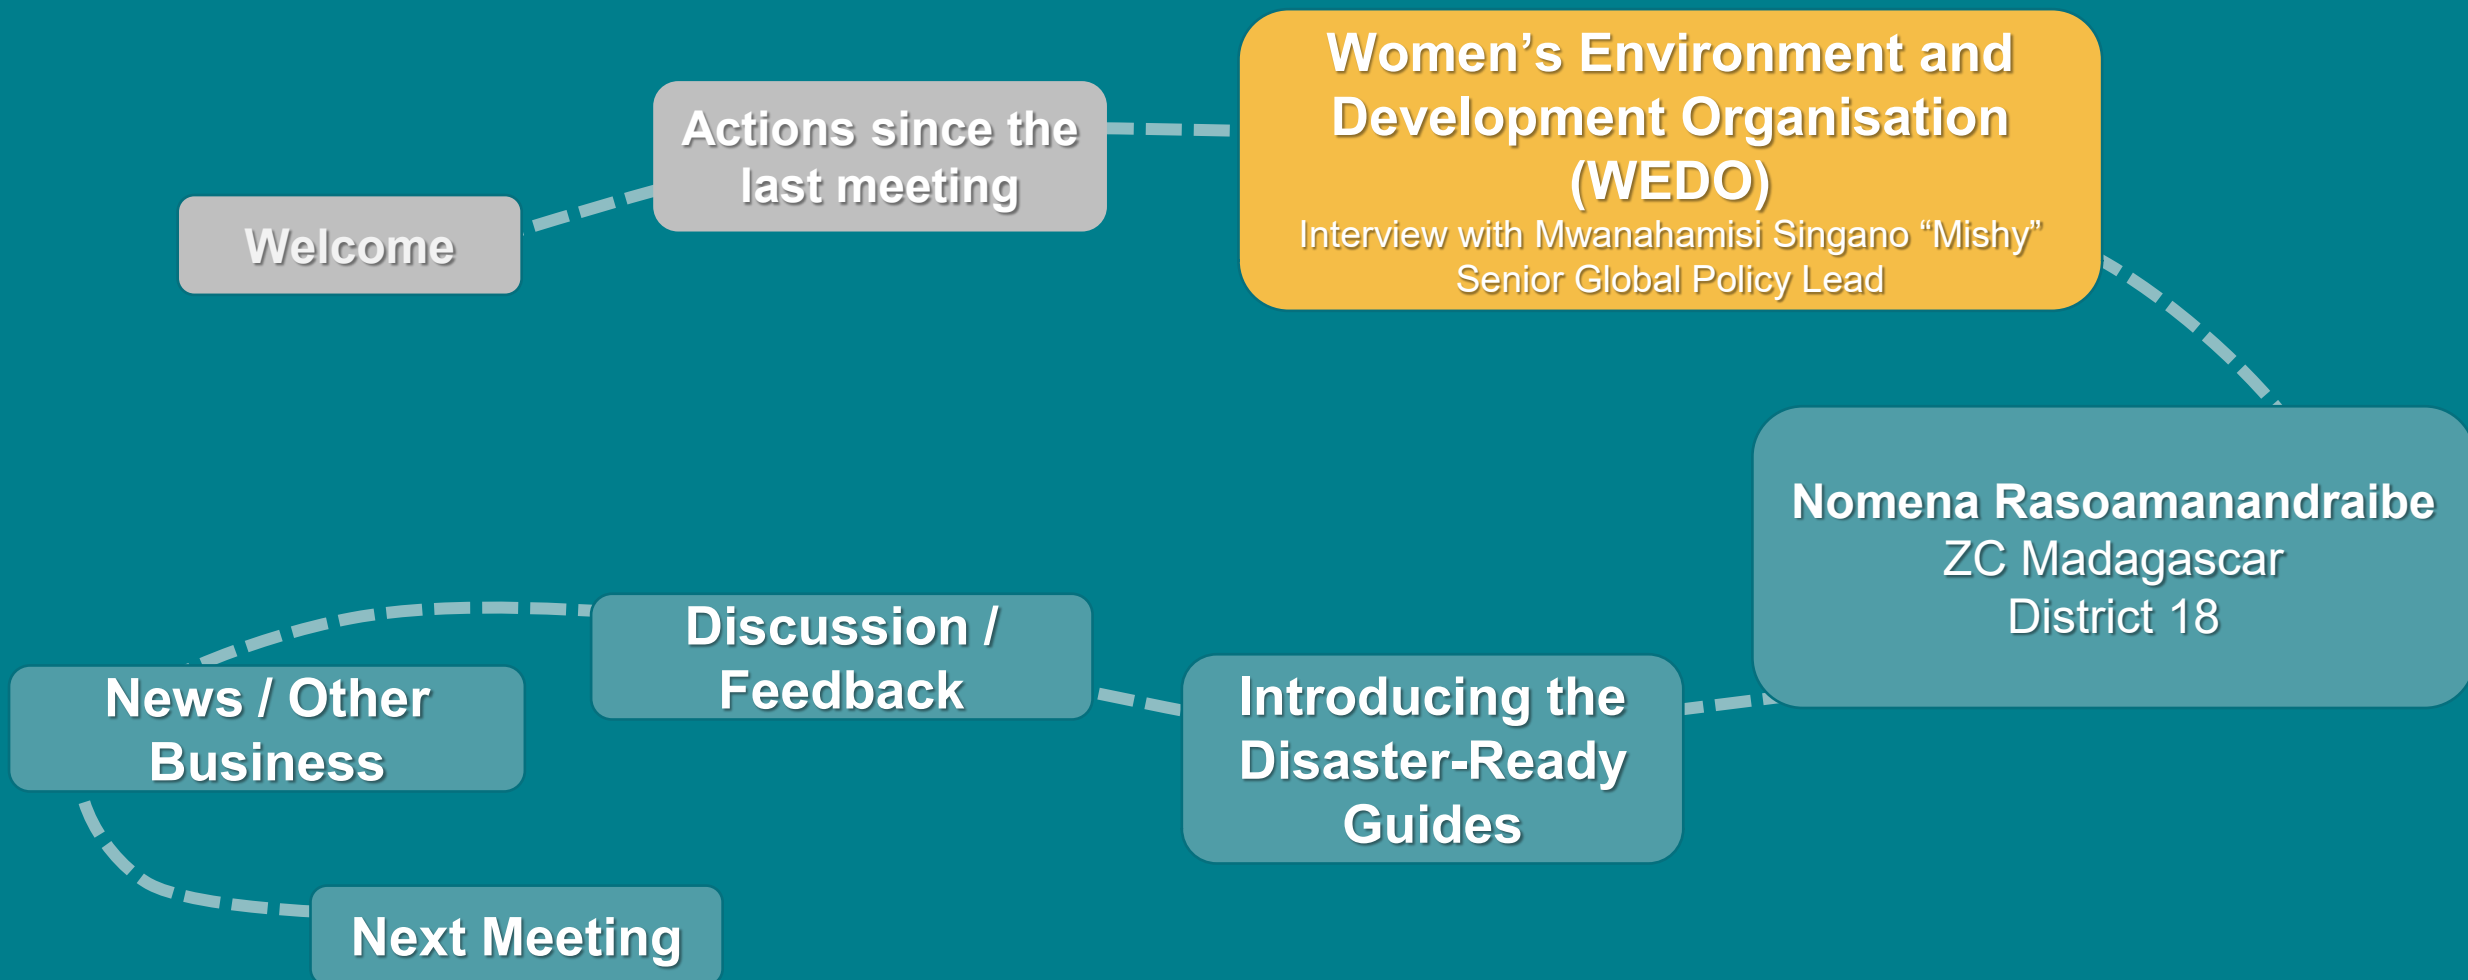 Welcome
Actions since the
last meeting
Women’s Environment and
Development Organisation
(WEDO)
Interview with Mwanahamisi Singano “Mishy”
Senior Global Policy Lead
Nomena Rasoamanandraibe
ZC Madagascar
District 18
Introducing the
Disaster-Ready
Guides
Discussion /
Feedback
News / Other
Business
Next Meeting